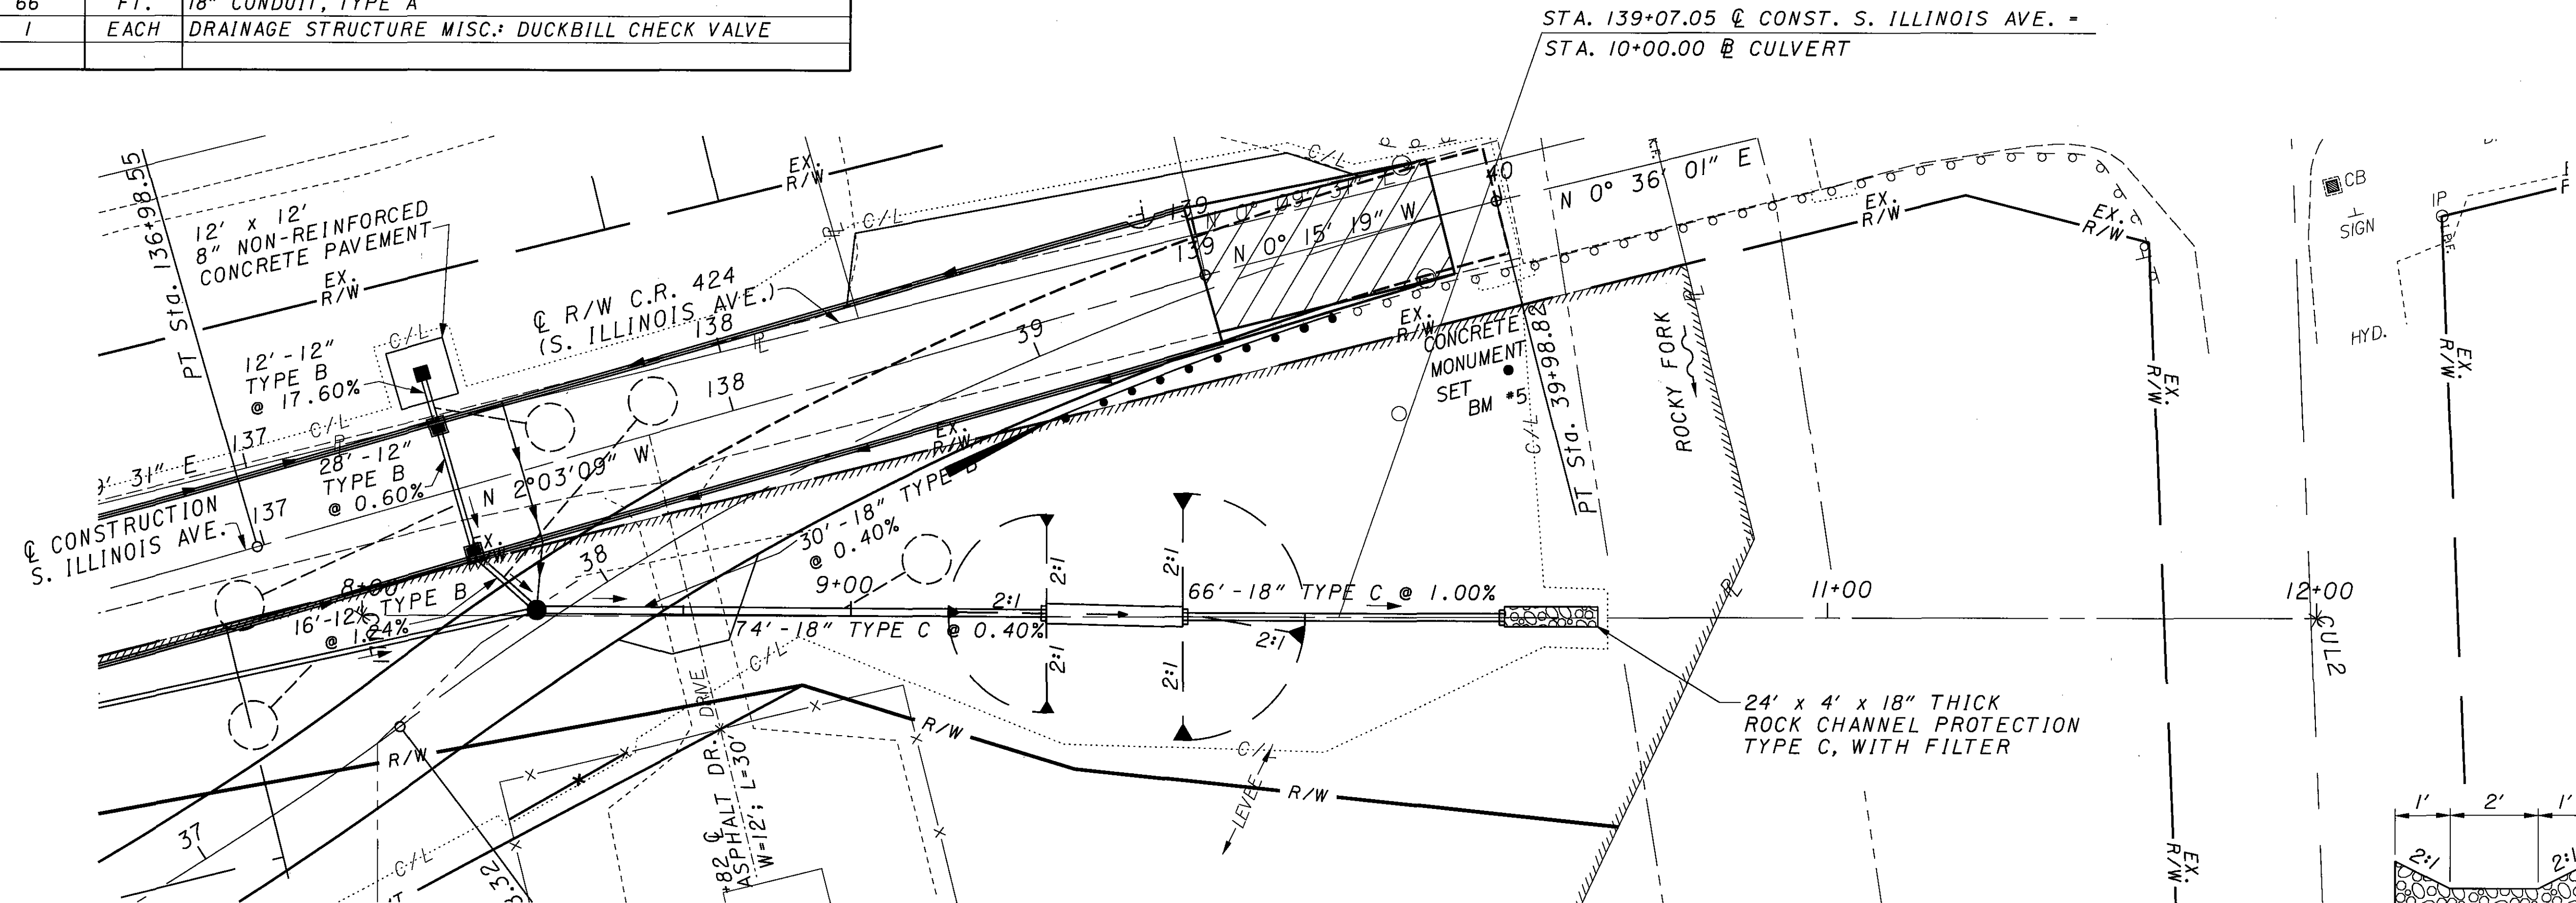 66 FT. 18" CONDUIT, TYPE A
1 EACH DRAINAGE STRUCTURE MISC.: DUCKBILL CHECK VALVE
STA. 139+07.05 ℄ CONST. S. ILLINOIS AVE. =
STA. 10+00.00 ⅊ CULVERT
PT Sta. 136+98.55
12' x 12'
8" NON-REINFORCED
CONCRETE PAVEMENT
EX.
R/W
EX.
R/W
C/L
C/L
139
N 0° 09' 31"
139
N 0° 15' 19" W
40
N 0° 36' 01" E
EX.
R/W
EX.
R/W
CB
SIGN
IP
HYD.
℄ R/W C.R. 424
(S. ILLINOIS AVE.)
138
39
138
C/L
12'-12"
TYPE B
@ 17.60%
C/L
137
28'-12"
TYPE B
@ 0.60%
N 2°03'09" W
31" E
℄ CONSTRUCTION
S. ILLINOIS AVE.
137
EX.
R/W
EX.
R/W
CONCRETE
MONUMENT
SET
BM #5
PT Sta. 39+98.82
ROCKY FORK
C/L
EX.
R/W
EX.
R/W
30'-18" TYPE B
@ 0.40%
38
8+00
16'-12" TYPE B
@ 1.24%
9+00
74'-18" TYPE C @ 0.40%
2:1
2:1
2:1
2:1
2:1
2:1
66'-18" TYPE C @ 1.00%
11+00
12+00
CUL2
24' x 4' x 18" THICK
ROCK CHANNEL PROTECTION
TYPE C, WITH FILTER
C/L
DRIVE
R/W
R/W
C/L
LEVEE
R/W
37
C/L
+82 ℄
ASPHALT DR.
W=12'; L=30'
EX.
R/W
1' 2' 1'
2:1 2:1